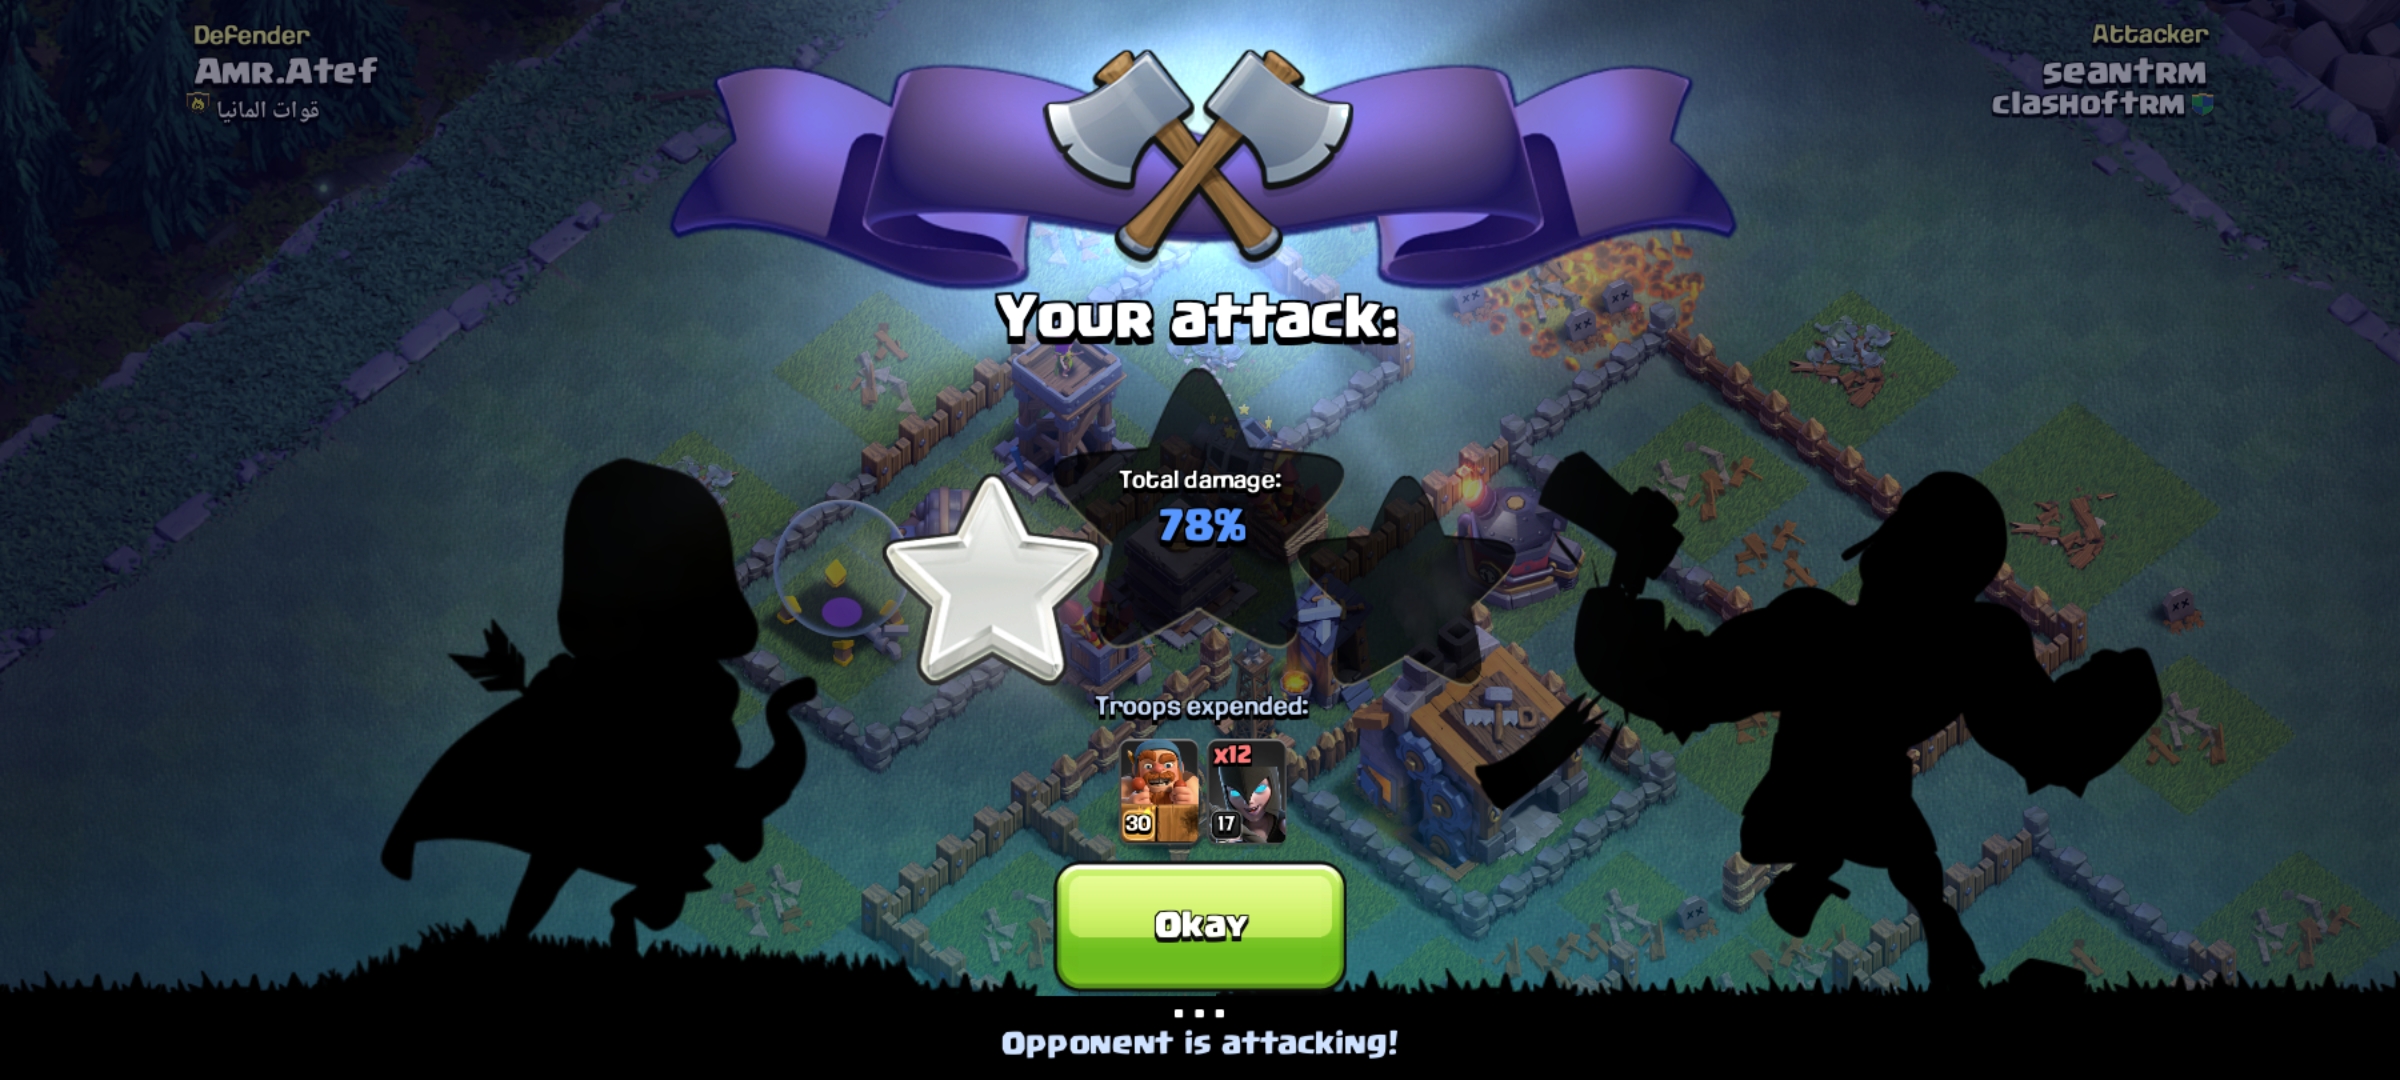 Defender
Amr.Atef
قوات المانيا
Attacker
seantRM
clashoftRM
Your attack:
Total damage:
78%
Troops expended:
x12
30
17
Okay
...
Opponent is attacking!